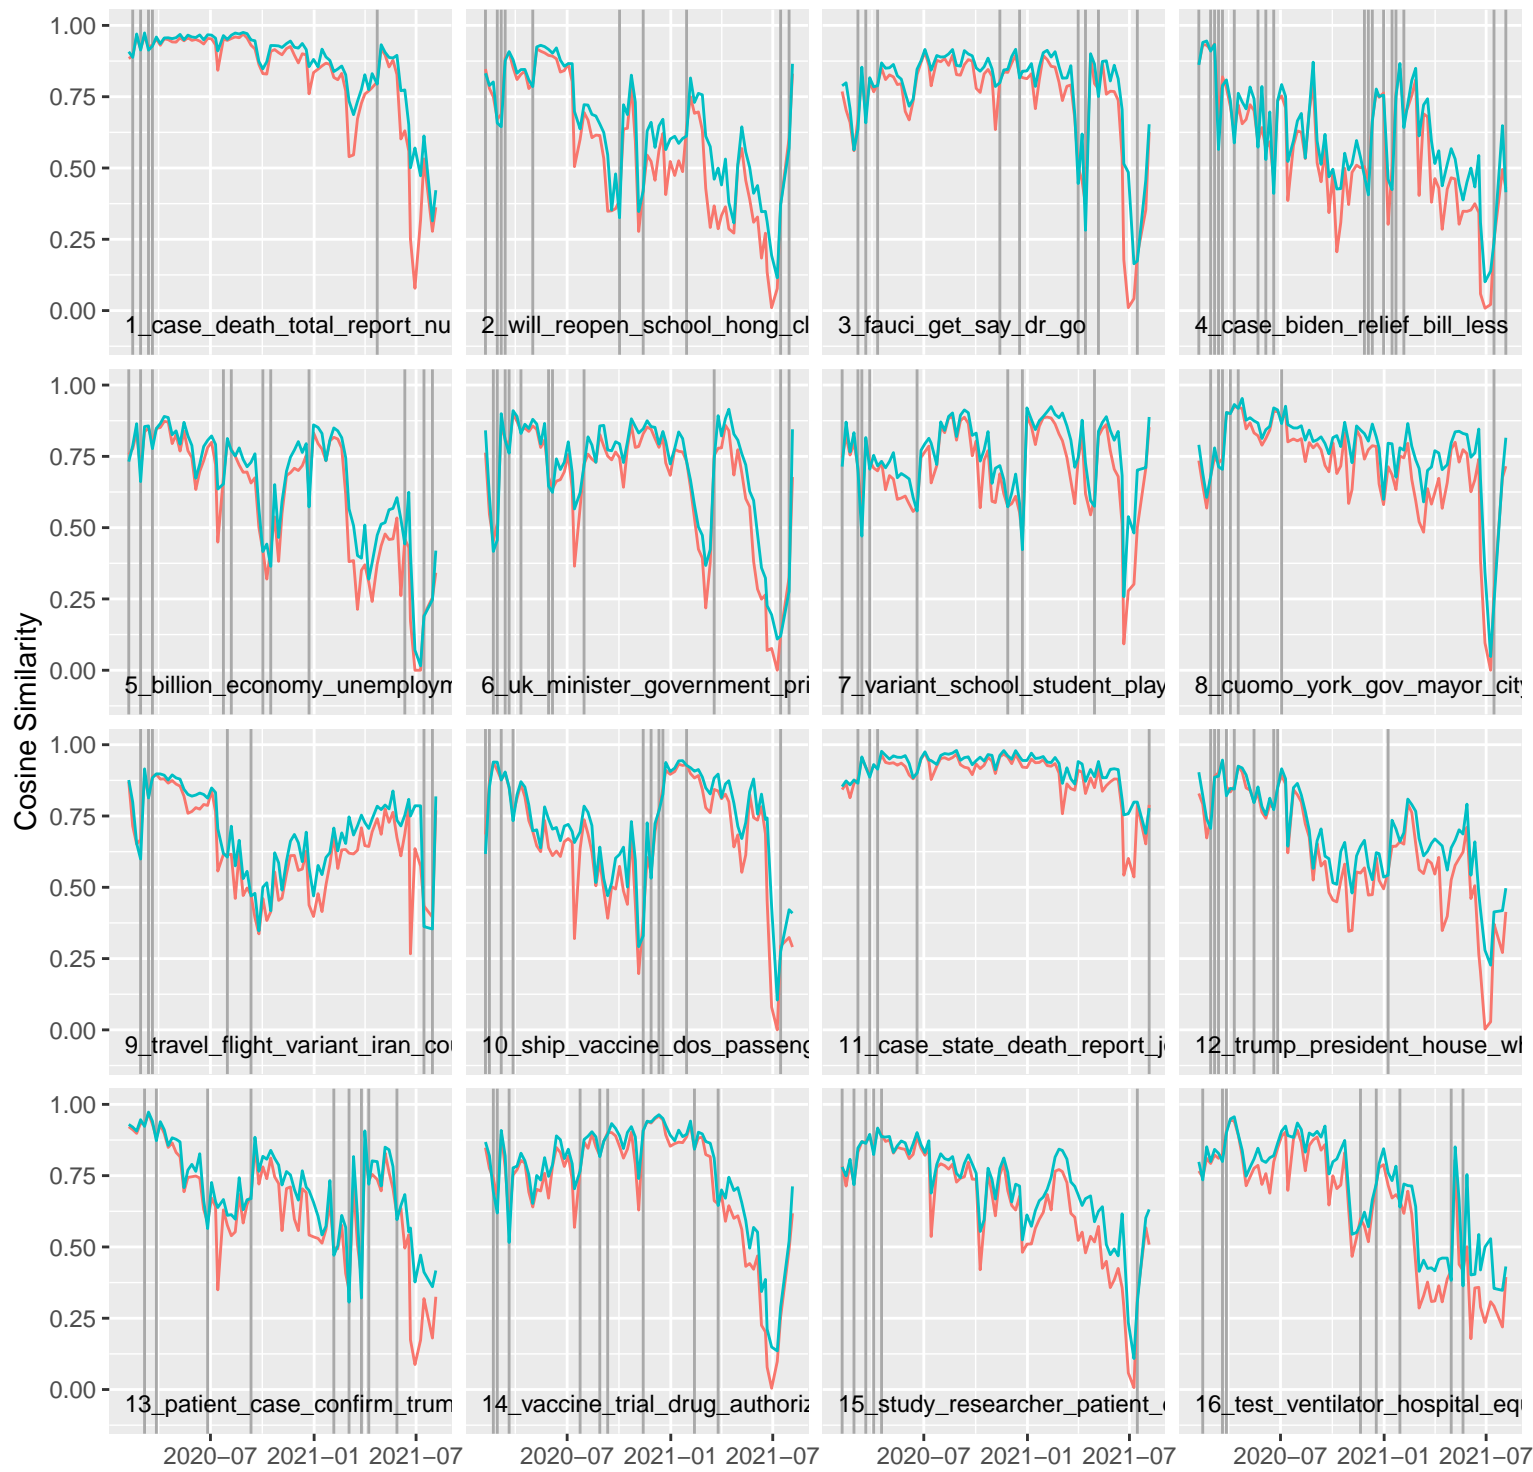 Cosine Similarity
1.00
0.75
0.50
0.25
0.00
1_case_death_total_report_nu
2_will_reopen_school_hong_cl
3_fauci_get_say_dr_go
4_case_biden_relief_bill_less
1.00
0.75
0.50
0.25
0.00
5_billion_economy_unemploym
6_uk_minister_government_pri
7_variant_school_student_play
8_cuomo_york_gov_mayor_city
1.00
0.75
0.50
0.25
0.00
9_travel_flight_variant_iran_cou
10_ship_vaccine_dos_passeng
11_case_state_death_report_j
12_trump_president_house_wh
1.00
0.75
0.50
0.25
0.00
13_patient_case_confirm_trum
14_vaccine_trial_drug_authoriz
15_study_researcher_patient_
16_test_ventilator_hospital_equ
2020−07 2021−01 2021−07 2020−07 2021−01 2021−07 2020−07 2021−01 2021−07 2020−07 2021−01 2021−07